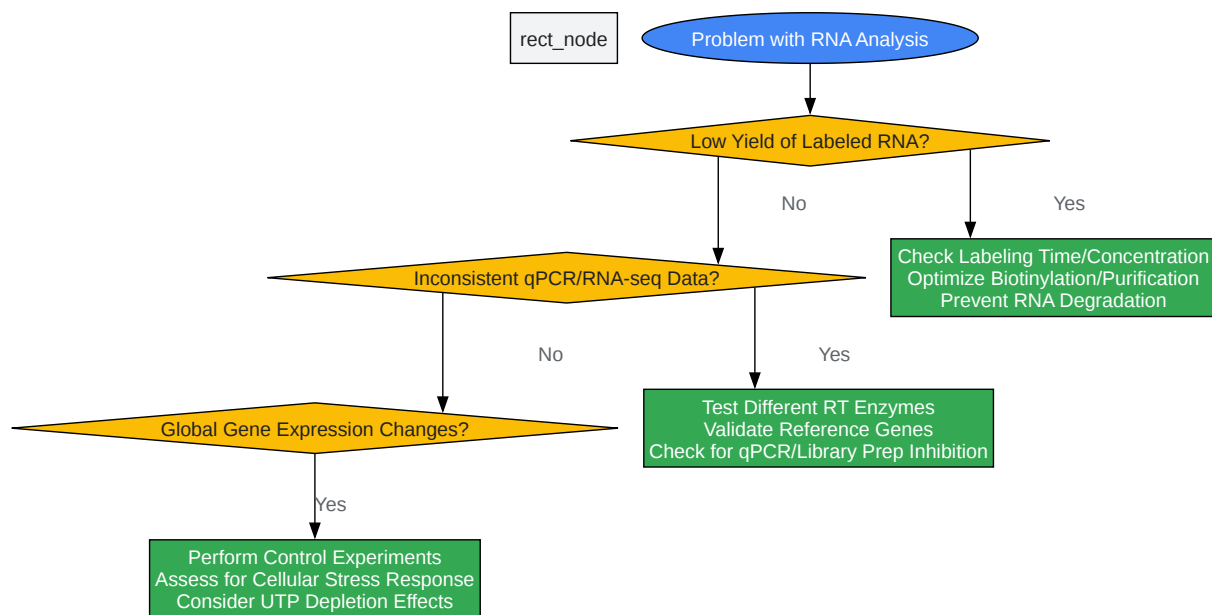 rect_node
Problem with RNA Analysis
Low Yield of Labeled RNA?
No
Yes
Check Labeling Time/Concentration
Optimize Biotinylation/Purification
Prevent RNA Degradation
Inconsistent qPCR/RNA-seq Data?
No
Yes
Test Different RT Enzymes
Validate Reference Genes
Check for qPCR/Library Prep Inhibition
Global Gene Expression Changes?
Yes
Perform Control Experiments
Assess for Cellular Stress Response
Consider UTP Depletion Effects